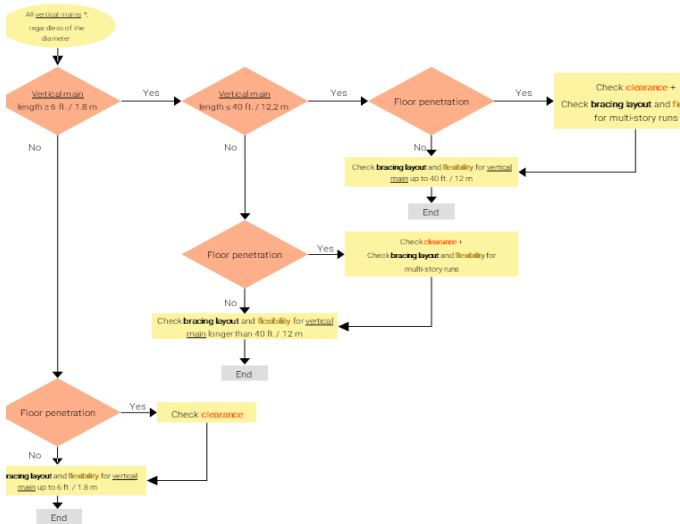 All vertical mains *,
regardless of the
diameter
Vertical main
length ≥ 6 ft. / 1.8 m
Yes
Vertical main
length ≤ 40 ft. / 12,2 m
Yes
Floor penetration
Yes
Check clearance +
Check bracing layout and fle
for multi-story runs
No
No
No
Check bracing layout and flexibility for vertical
main up to 40 ft. / 12 m
End
Floor penetration
Yes
Check clearance +
Check bracing layout and flexibility for
multi-story runs
No
Check bracing layout and flexibility for vertical
main longer than 40 ft. / 12 m
End
Floor penetration
Yes
Check clearance
No
racing layout and flexibility for vertical
main up to 6 ft. / 1.8 m
End